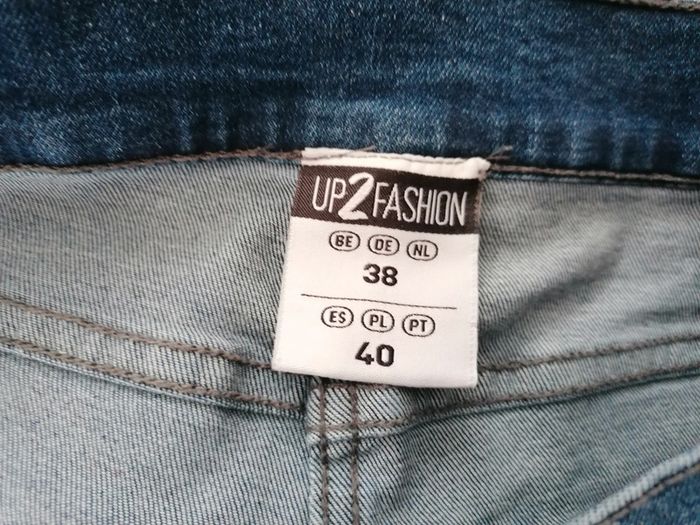 UP2FASHION
BE DE NL
38
ES PL PT
40